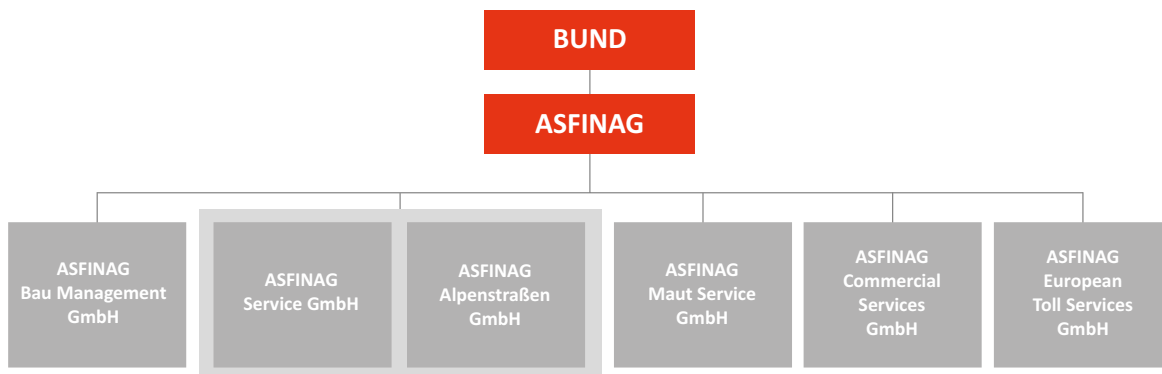 BUND
ASFINAG
ASFINAG
Bau Management
GmbH
ASFINAG
Service GmbH
ASFINAG
Alpenstraßen
GmbH
ASFINAG
Maut Service
GmbH
ASFINAG
Commercial
Services
GmbH
ASFINAG
European
Toll Services
GmbH